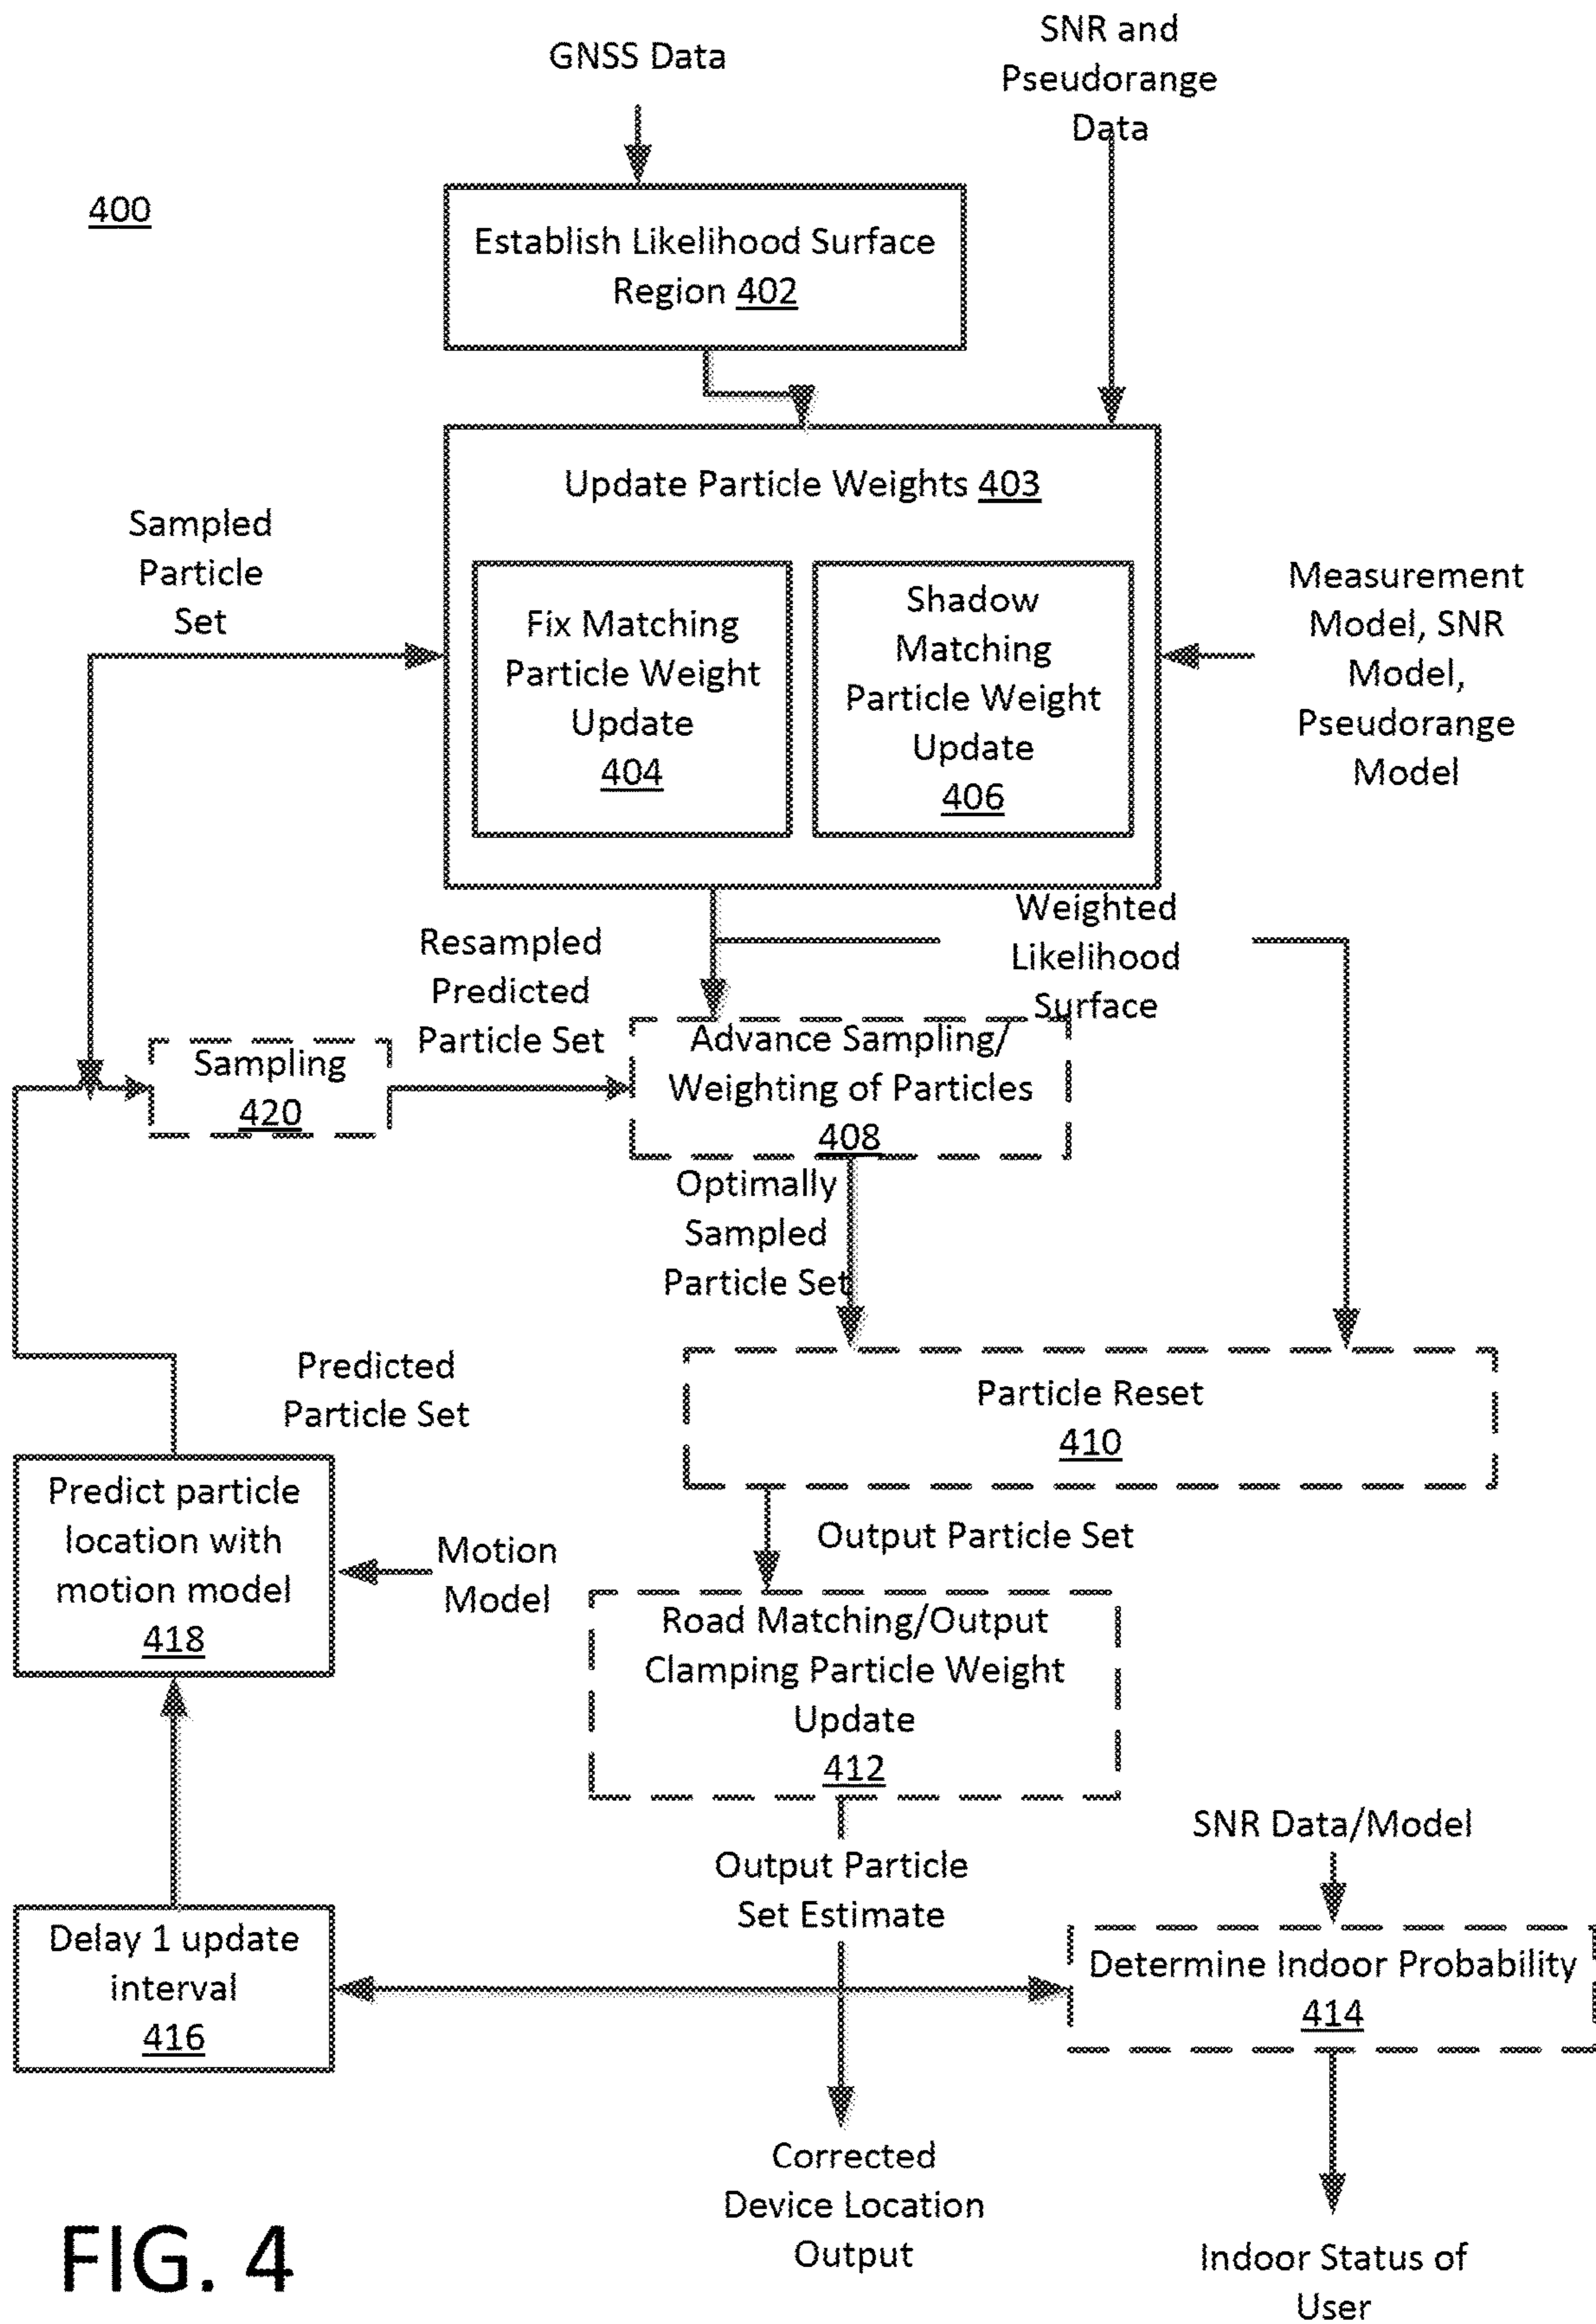 GNSS Data
SNR and
Pseudorange
Data
400
Establish Likelihood Surface
Region 402
Update Particle Weights 403
Sampled
Particle
Set
Fix Matching
Particle Weight
Update
404
Shadow
Matching
Particle Weight
Update
406
Measurement
Model, SNR
Model,
Pseudorange
Model
Weighted
Likelihood
Surface
Resampled
Predicted
Particle Set
Sampling
420
Advance Sampling/
Weighting of Particles
408
Optimally
Sampled
Particle Set
Predicted
Particle Set
Particle Reset
410
Predict particle
location with
motion model
418
Motion
Model
Output Particle Set
Road Matching/Output
Clamping Particle Weight
Update
412
SNR Data/Model
Output Particle
Set Estimate
Delay 1 update
interval
416
Determine Indoor Probability
414
Corrected
Device Location
Output
Indoor Status of
User
FIG. 4